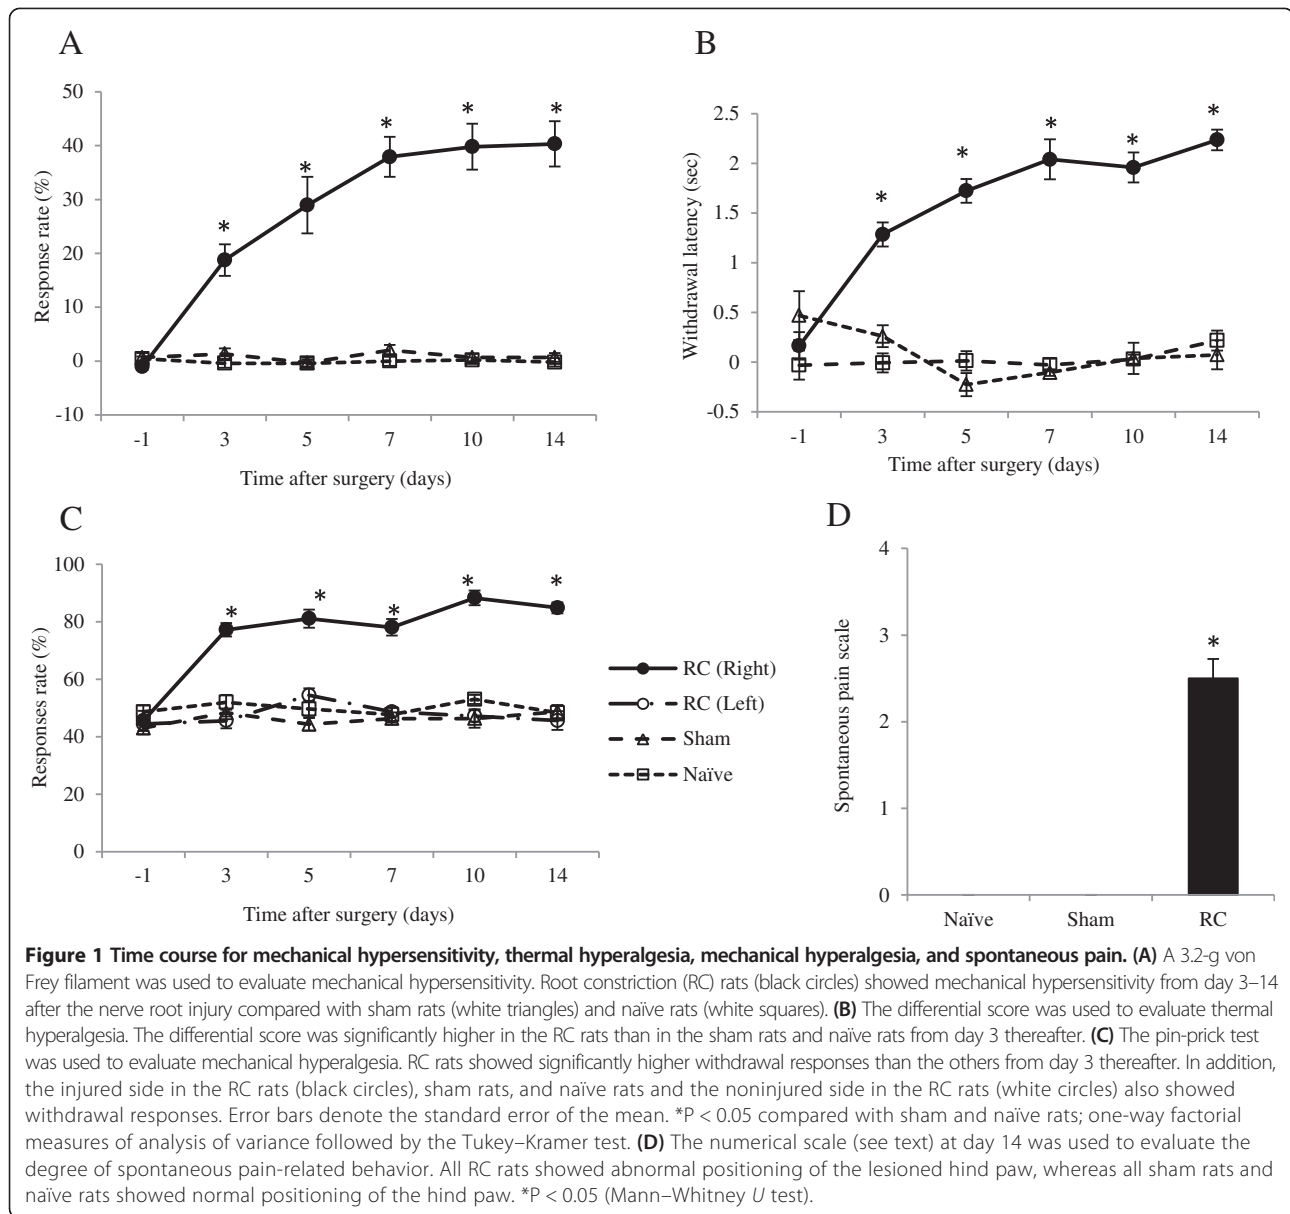 A
50
40
30
20
10
0
-10
Response rate (%)
-1 3 5 7 10 14
Time after surgery (days)
* * * * *
B
2.5
2
1.5
1
0.5
0
-0.5
Withdrawal latency (sec)
-1 3 5 7 10 14
Time after surgery (days)
* * * * *
C
100
80
60
40
20
0
Responses rate (%)
-1 3 5 7 10 14
Time after surgery (days)
* * * * *
RC (Right)
RC (Left)
Sham
Naïve
D
4
3
2
1
0
Spontaneous pain scale
*
Naïve Sham RC
Figure 1 Time course for mechanical hypersensitivity, thermal hyperalgesia, mechanical hyperalgesia, and spontaneous pain. (A) A 3.2-g von
Frey filament was used to evaluate mechanical hypersensitivity. Root constriction (RC) rats (black circles) showed mechanical hypersensitivity from day 3–14
after the nerve root injury compared with sham rats (white triangles) and naïve rats (white squares). (B) The differential score was used to evaluate thermal
hyperalgesia. The differential score was significantly higher in the RC rats than in the sham rats and naïve rats from day 3 thereafter. (C) The pin-prick test
was used to evaluate mechanical hyperalgesia. RC rats showed significantly higher withdrawal responses than the others from day 3 thereafter. In addition,
the injured side in the RC rats (black circles), sham rats, and naïve rats and the noninjured side in the RC rats (white circles) also showed
withdrawal responses. Error bars denote the standard error of the mean. *P < 0.05 compared with sham and naïve rats; one-way factorial
measures of analysis of variance followed by the Tukey–Kramer test. (D) The numerical scale (see text) at day 14 was used to evaluate the
degree of spontaneous pain-related behavior. All RC rats showed abnormal positioning of the lesioned hind paw, whereas all sham rats and
naïve rats showed normal positioning of the hind paw. *P < 0.05 (Mann–Whitney U test).